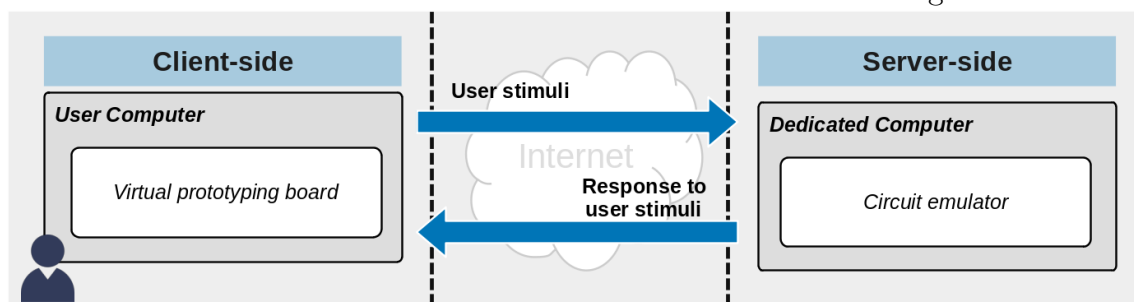 Client-side
Server-side
User Computer
Virtual prototyping board
User stimuli
Internet
Response to
user stimuli
Dedicated Computer
Circuit emulator